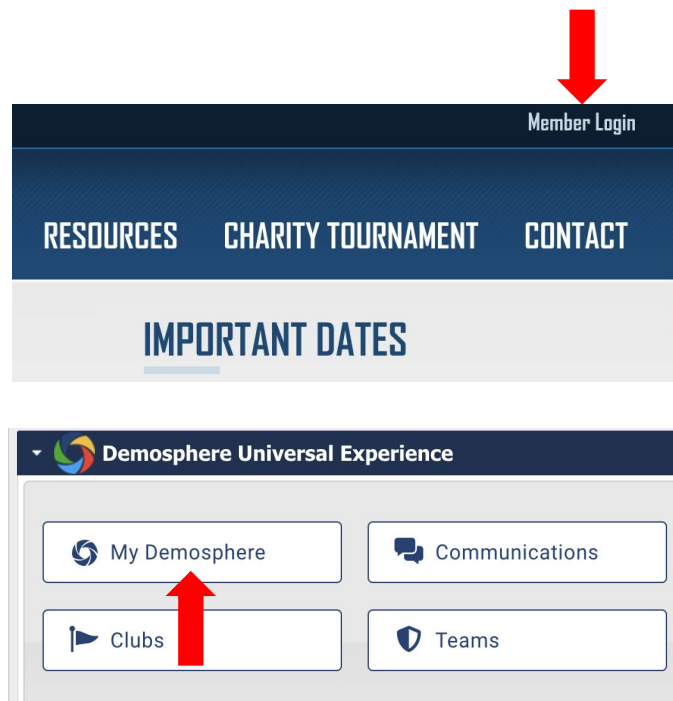 Member Login
RESOURCES CHARITY TOURNAMENT CONTACT
IMPORTANT DATES
Demosphere Universal Experience
My Demosphere Communications
Clubs Teams